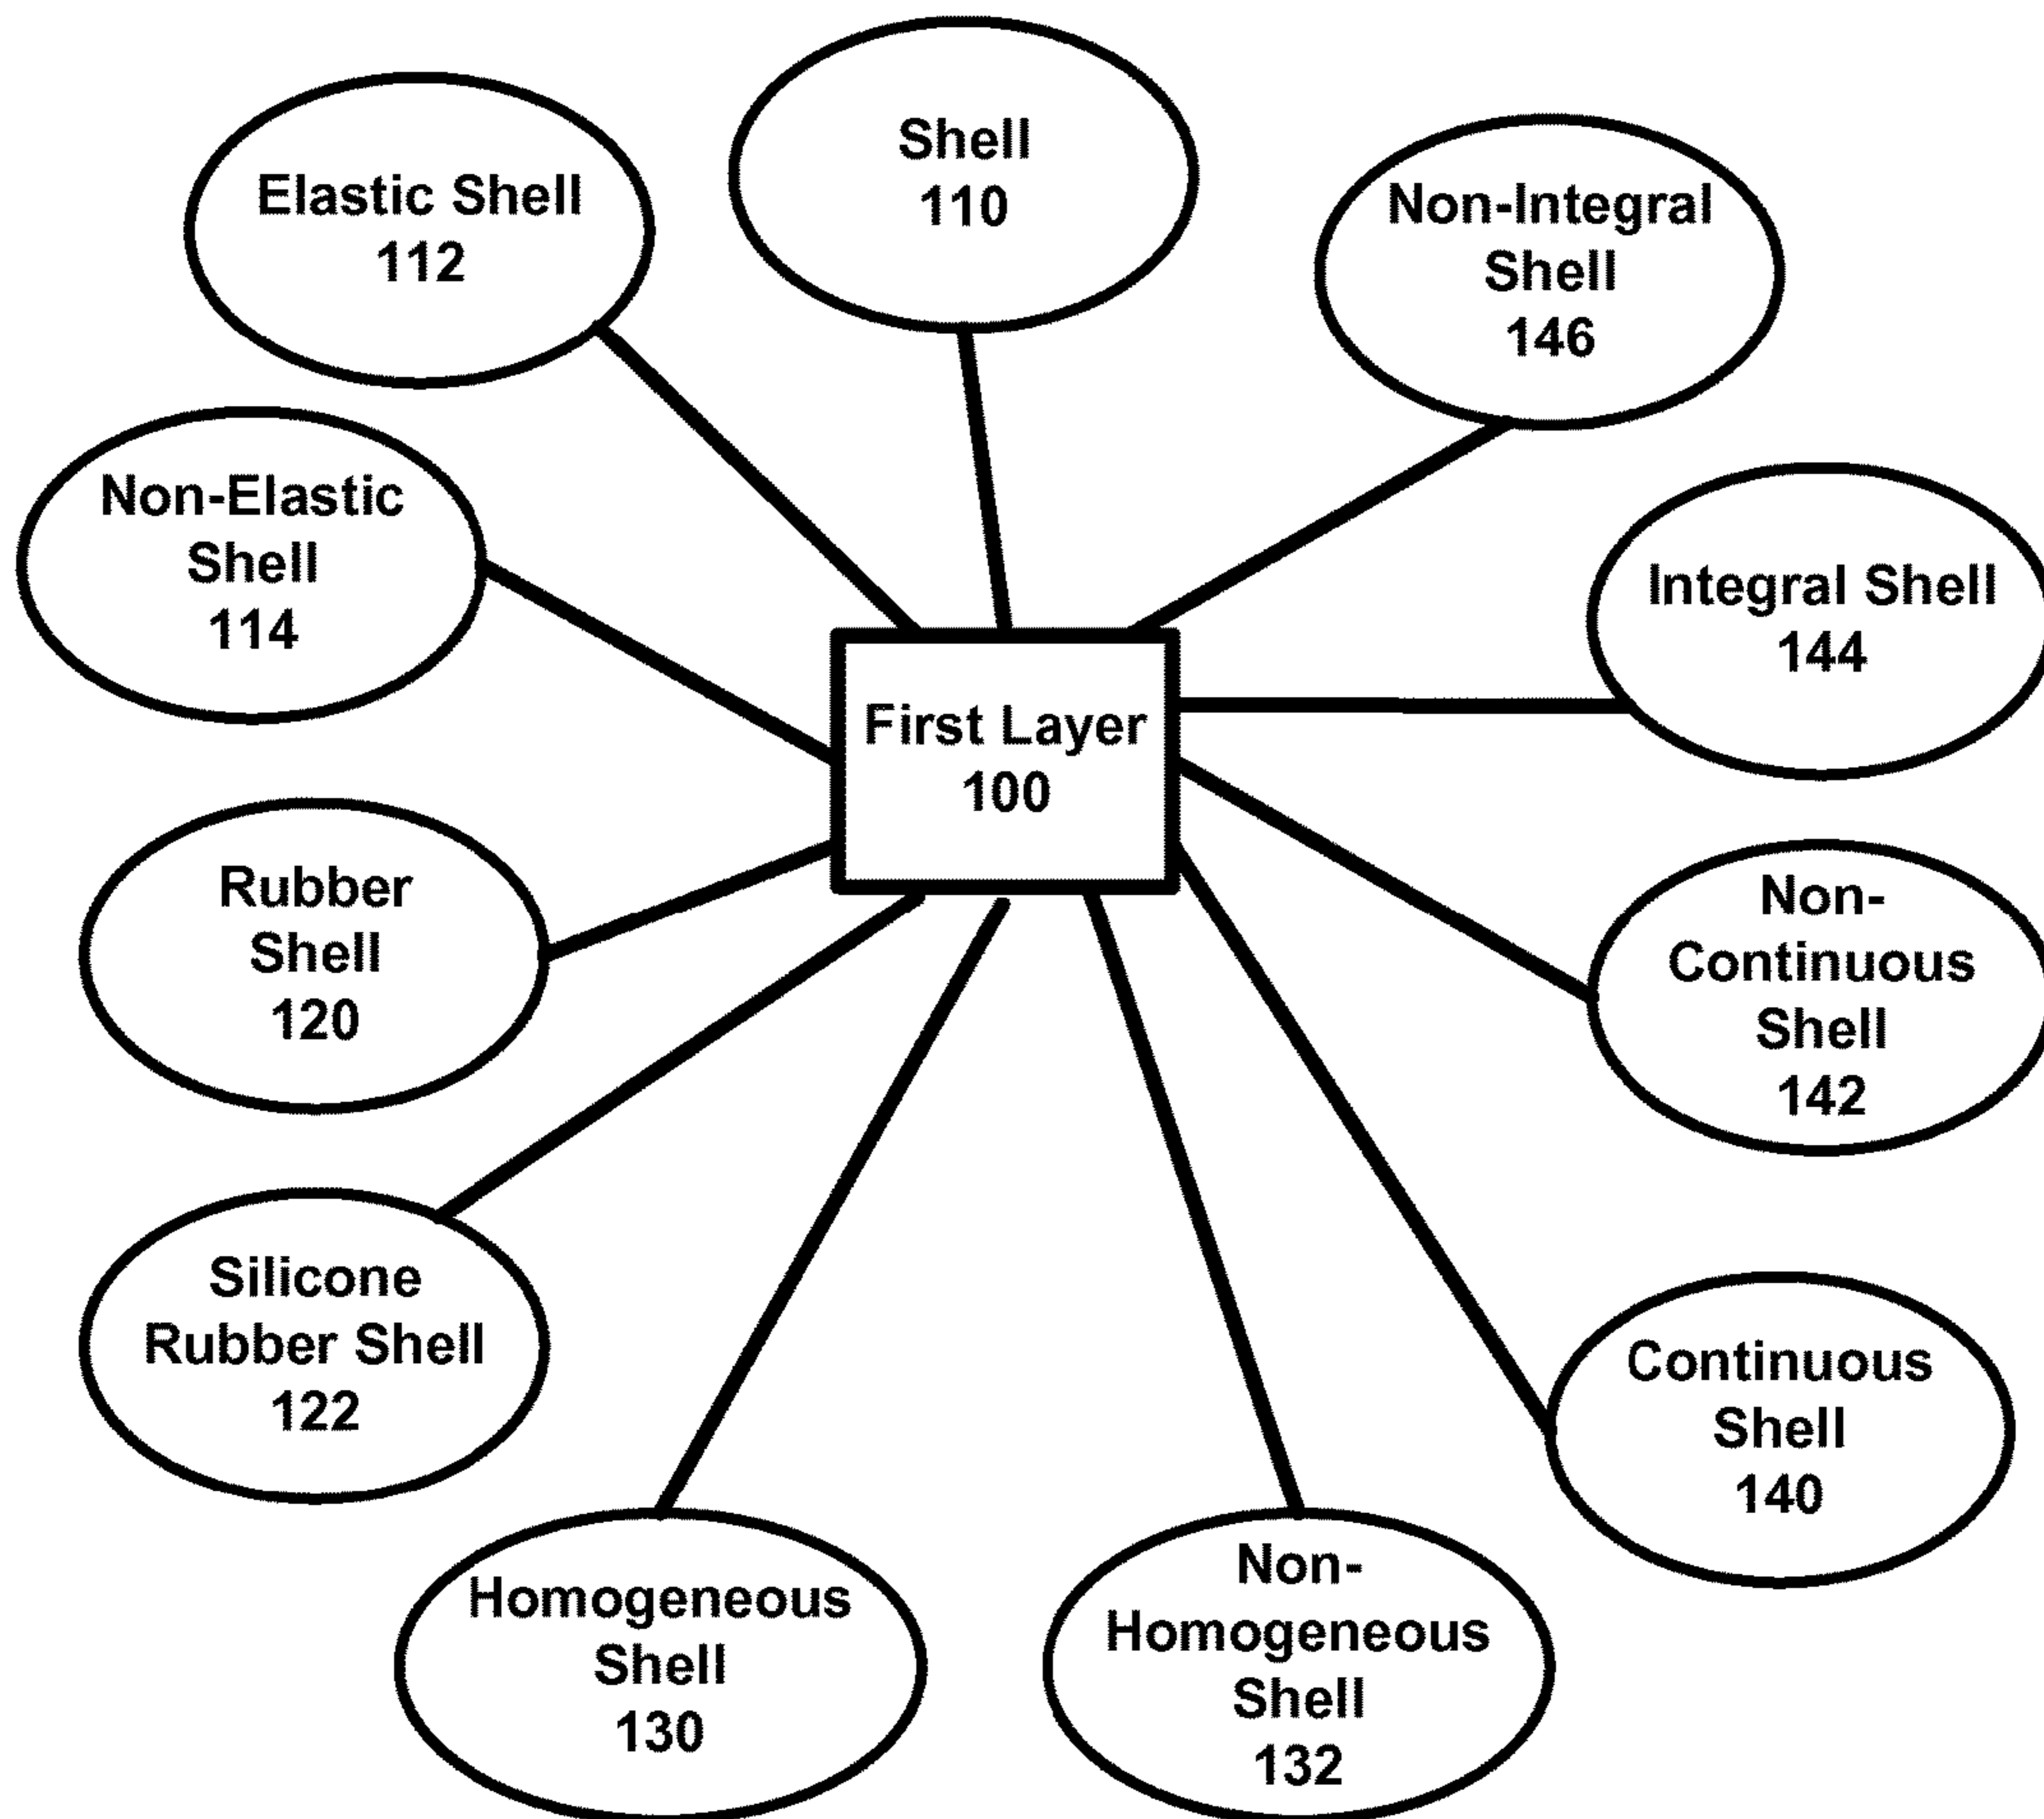 Shell
110
Elastic Shell
112
Non-Integral
Shell
146
Non-Elastic
Shell
114
Integral Shell
144
First Layer
100
Rubber
Shell
120
Non-
Continuous
Shell
142
Silicone
Rubber Shell
122
Continuous
Shell
140
Homogeneous
Shell
130
Non-
Homogeneous
Shell
132